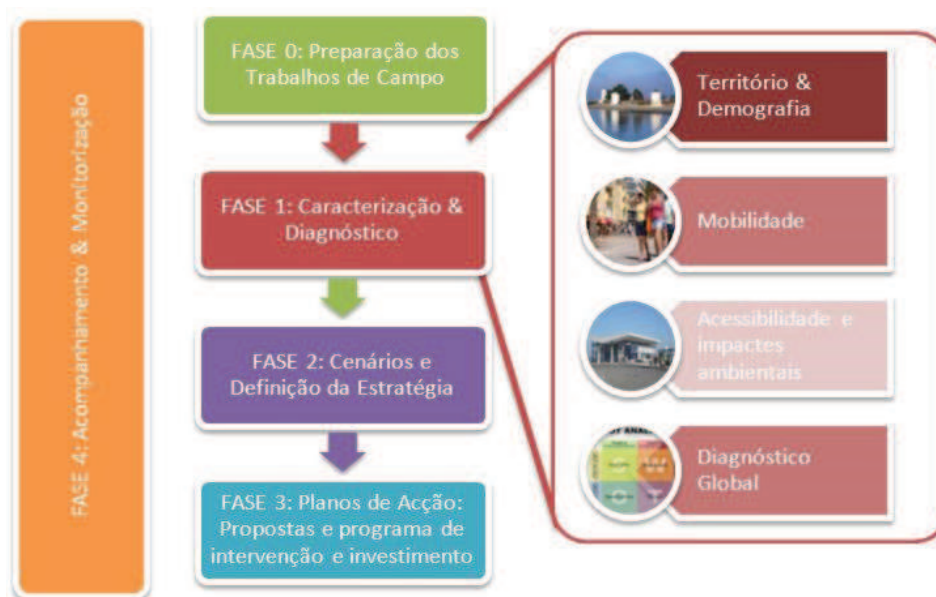 FASE 4: Acompanhamento & Monitorização
FASE 0: Preparação dos
Trabalhos de Campo
FASE 1: Caracterização &
Diagnóstico
FASE 2: Cenários e
Definição da Estratégia
FASE 3: Planos de Acção:
Propostas e programa de
intervenção e investimento
Território &
Demografia
Mobilidade
Acessibilidade e
impactes
ambientais
Diagnóstico
Global